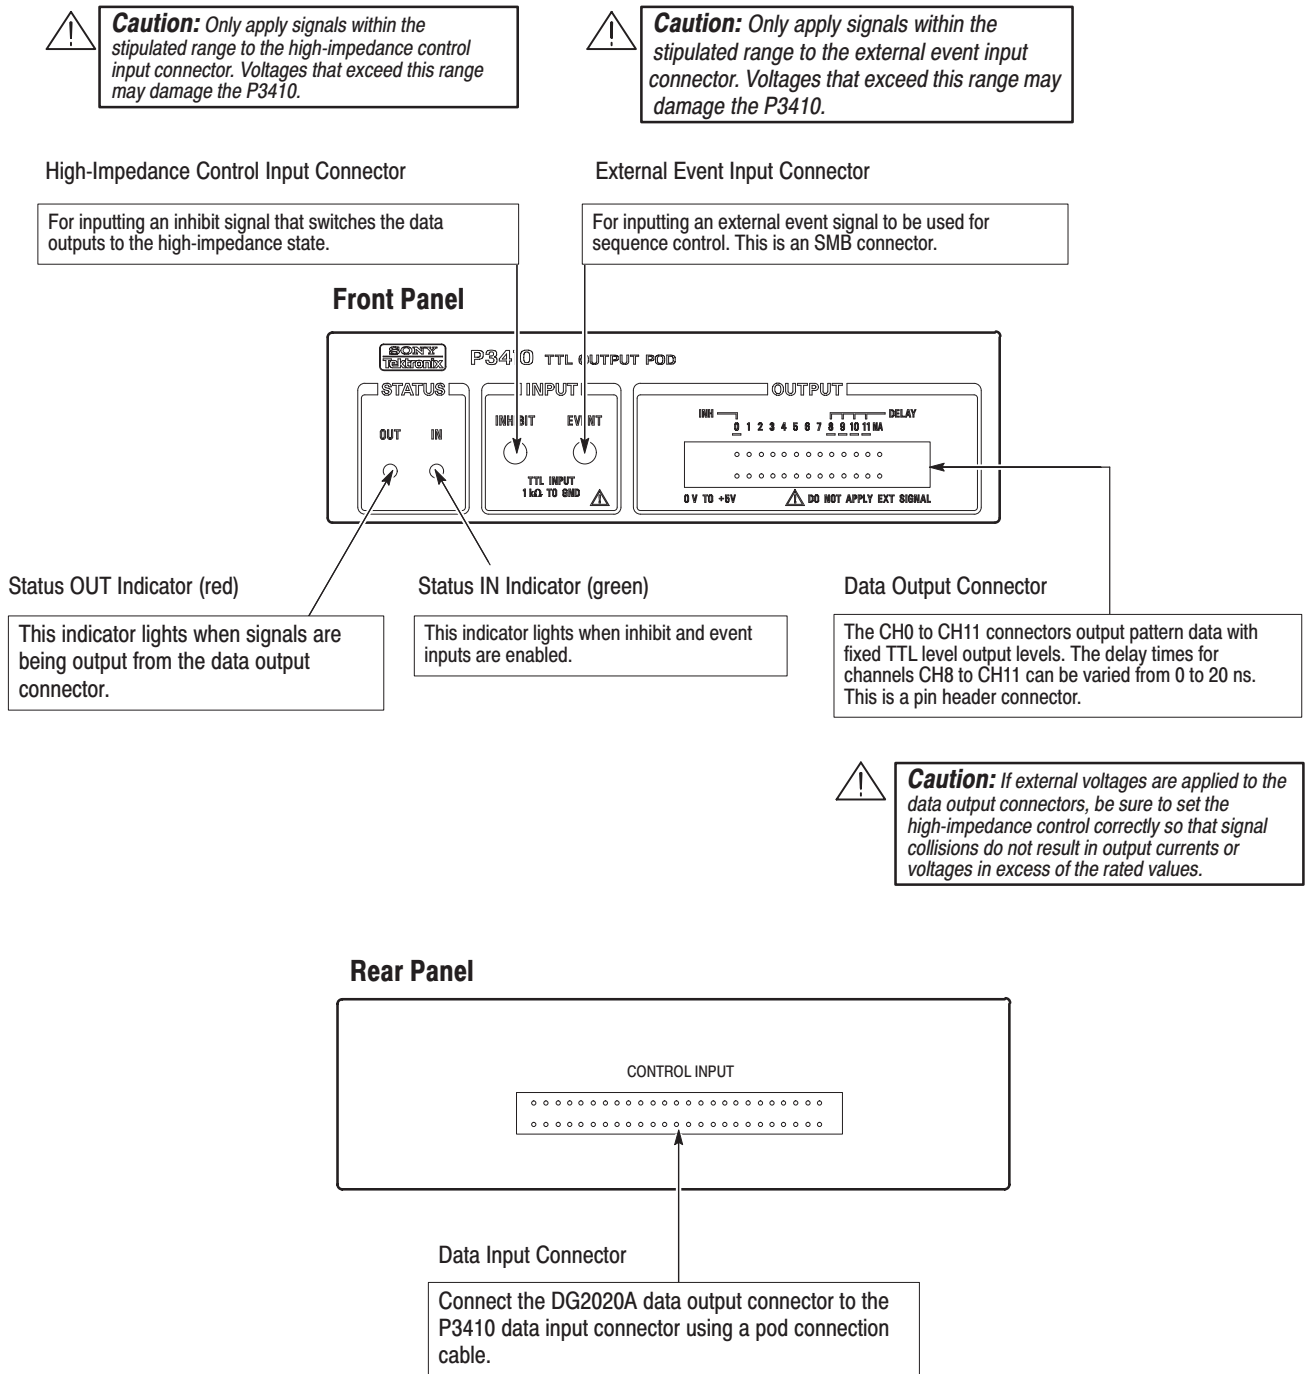 Caution: Only apply signals within the
stipulated range to the high-impedance control
input connector. Voltages that exceed this range
may damage the P3410.
Caution: Only apply signals within the
stipulated range to the external event input
connector. Voltages that exceed this range may
damage the P3410.
High-Impedance Control Input Connector
External Event Input Connector
For inputting an inhibit signal that switches the data
outputs to the high-impedance state.
For inputting an external event signal to be used for
sequence control. This is an SMB connector.
Front Panel
SONY
Tektronix
P3410 TTL OUTPUT POD
STATUS
INPUT
OUTPUT
OUT IN
INHIBIT EVENT
TTL INPUT
1 kΩ TO GND
INH
DELAY
0 1 2 3 4 5 6 7 8 9 10 11 NA
0 V TO +5V
DO NOT APPLY EXT SIGNAL
Status OUT Indicator (red)
Status IN Indicator (green)
Data Output Connector
This indicator lights when signals are
being output from the data output
connector.
This indicator lights when inhibit and event
inputs are enabled.
The CH0 to CH11 connectors output pattern data with
fixed TTL level output levels. The delay times for
channels CH8 to CH11 can be varied from 0 to 20 ns.
This is a pin header connector.
Caution: If external voltages are applied to the
data output connectors, be sure to set the
high-impedance control correctly so that signal
collisions do not result in output currents or
voltages in excess of the rated values.
Rear Panel
CONTROL INPUT
Data Input Connector
Connect the DG2020A data output connector to the
P3410 data input connector using a pod connection
cable.